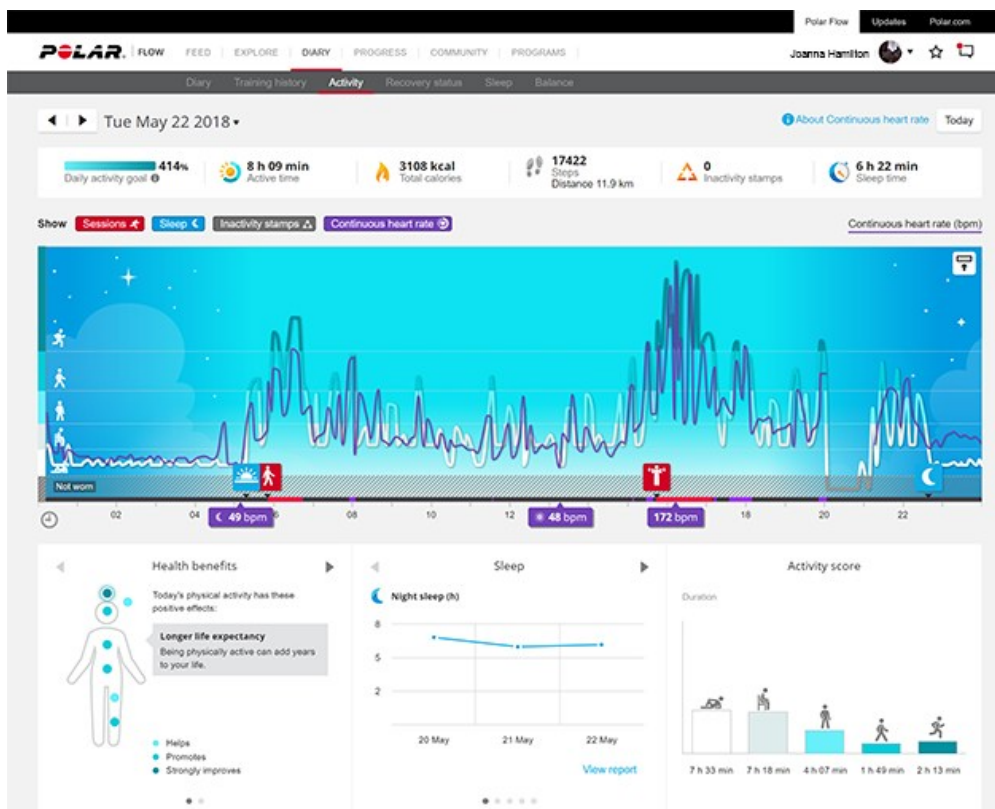 Polar Flow Updates Polar.com
POLAR. FLOW FEED EXPLORE DIARY PROGRESS COMMUNITY PROGRAMS Joanna Hamilton
Diary Training history Activity Recovery status Sleep Balance
Tue May 22 2018 About Continuous heart rate Today
414% 8 h 09 min 3108 kcal 17422 0 6 h 22 min
Daily activity goal Active time Total calories Steps Inactivity stamps Sleep time
Distance 11.9 km
Show Sessions Sleep Inactivity stamps Continuous heart rate Continuous heart rate (bpm)
Not worn
02 04 6 08 10 12 18 20 22
49 bpm 48 bpm 172 bpm
Health benefits Sleep Activity score
Today's physical activity has these
positive effects:
Longer life expectancy
Being physically active can add years
to your life.
Helps
Promotes
Strongly improves
Night sleep (h)
8
5
2
20 May 21 May 22 May
View report
Duration
7 h 33 min 7 h 18 min 4 h 07 min 1 h 49 min 2 h 13 min